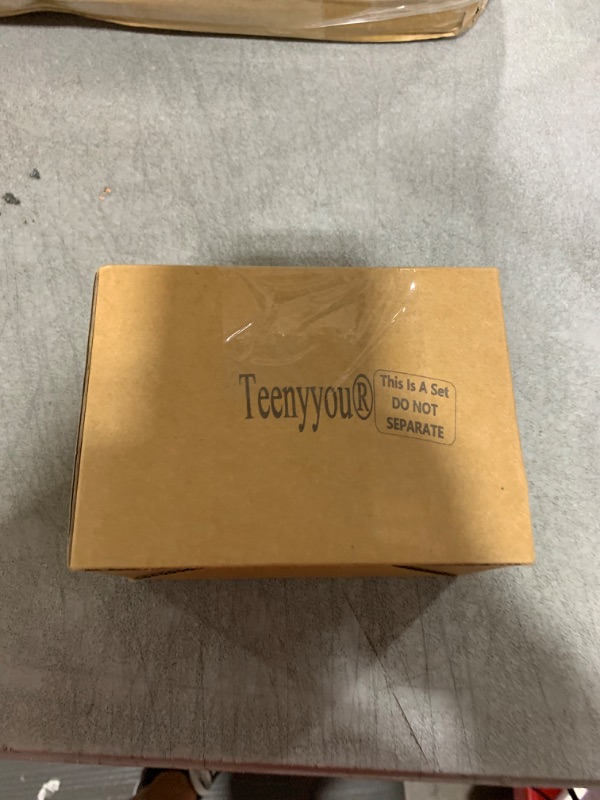 Teenyyou®
This Is A Set
DO NOT
SEPARATE